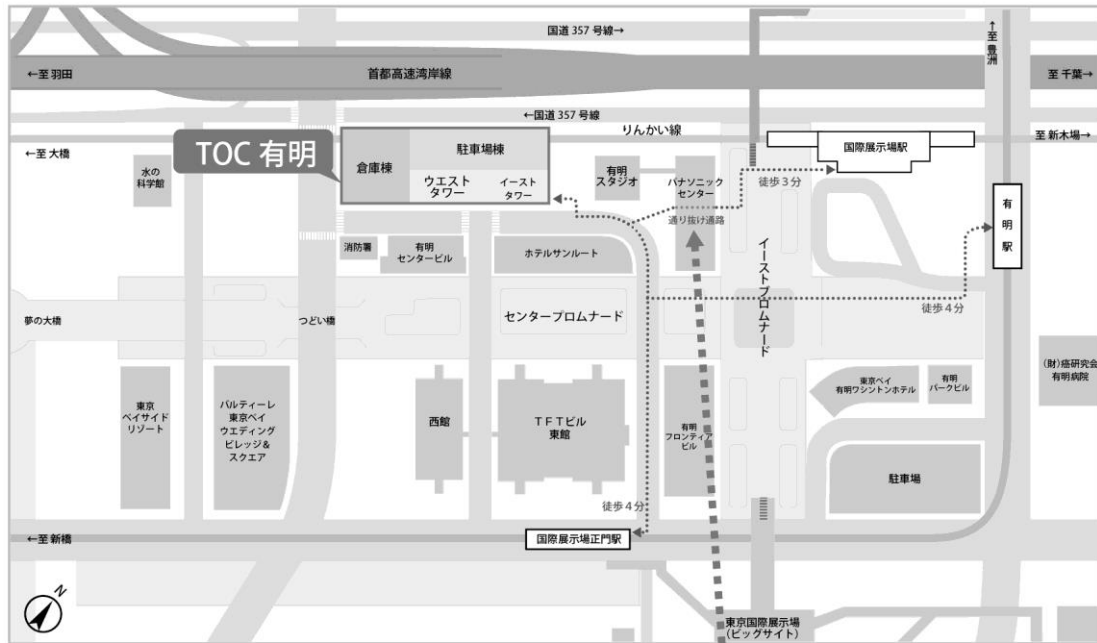 国道 357 号線→
←至 羽田
首都高速湾岸線
至 千葉→
←至 豊洲
←国道 357 号線
りんかい線
←至 大橋
至 新木場→
TOC 有明
倉庫棟
駐車場棟
ウエスト
タワー
イースト
タワー
水の
科学館
有明
スタジオ
パナソニック
センター
通り抜け通路
国際展示場駅
徒歩３分
有明駅
消防署
有明
センタービル
ホテルサンルート
イーストプロムナード
夢の大橋
つどい橋
センタープロムナード
徒歩４分
東京
ベイサイド
リゾート
バルティーレ
東京ベイ
ウエディング
ビレッジ&
スクエア
西館
ＴＦＴビル
東館
有明
フロンティア
ビル
東京ベイ
有明ワシントンホテル
有明
パークビル
(財)癌研究会
有明病院
駐車場
徒歩４分
←至 新橋
国際展示場正門駅
東京国際展示場
（ビッグサイト）
N